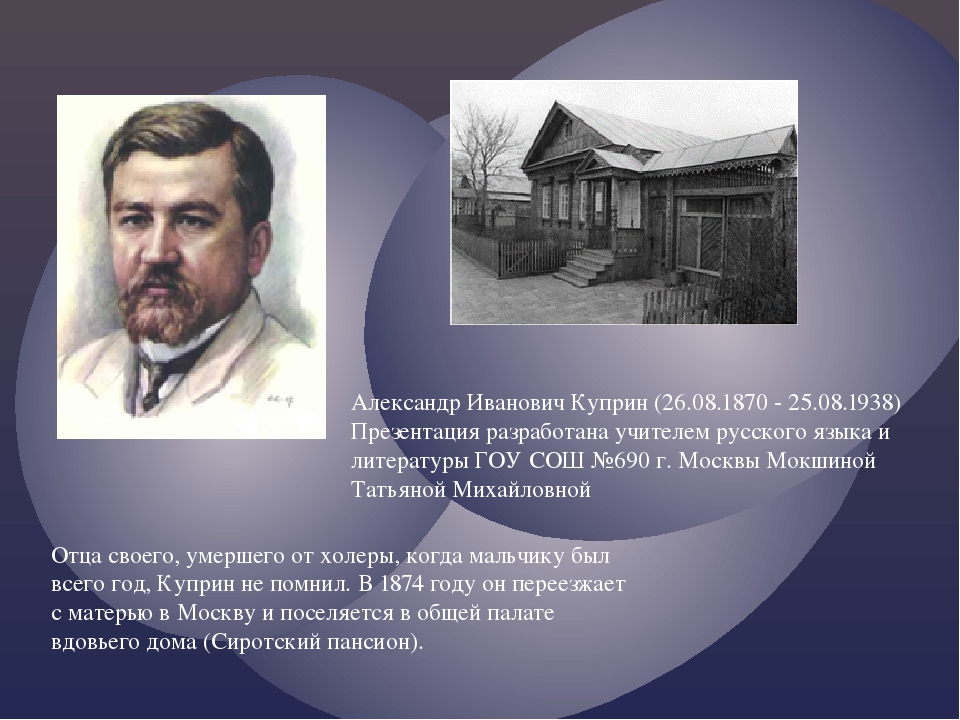 Александр Иванович Куприн (26.08.1870 - 25.08.1938)
Презентация разработана учителем русского языка и
литературы ГОУ СОШ №690 г. Москвы Мокшиной
Татьяной Михайловной
Отца своего, умершего от холеры, когда мальчику был
всего год, Куприн не помнил. В 1874 году он переезжает
с матерью в Москву и поселяется в общей палате
вдовьего дома (Сиротский пансион).